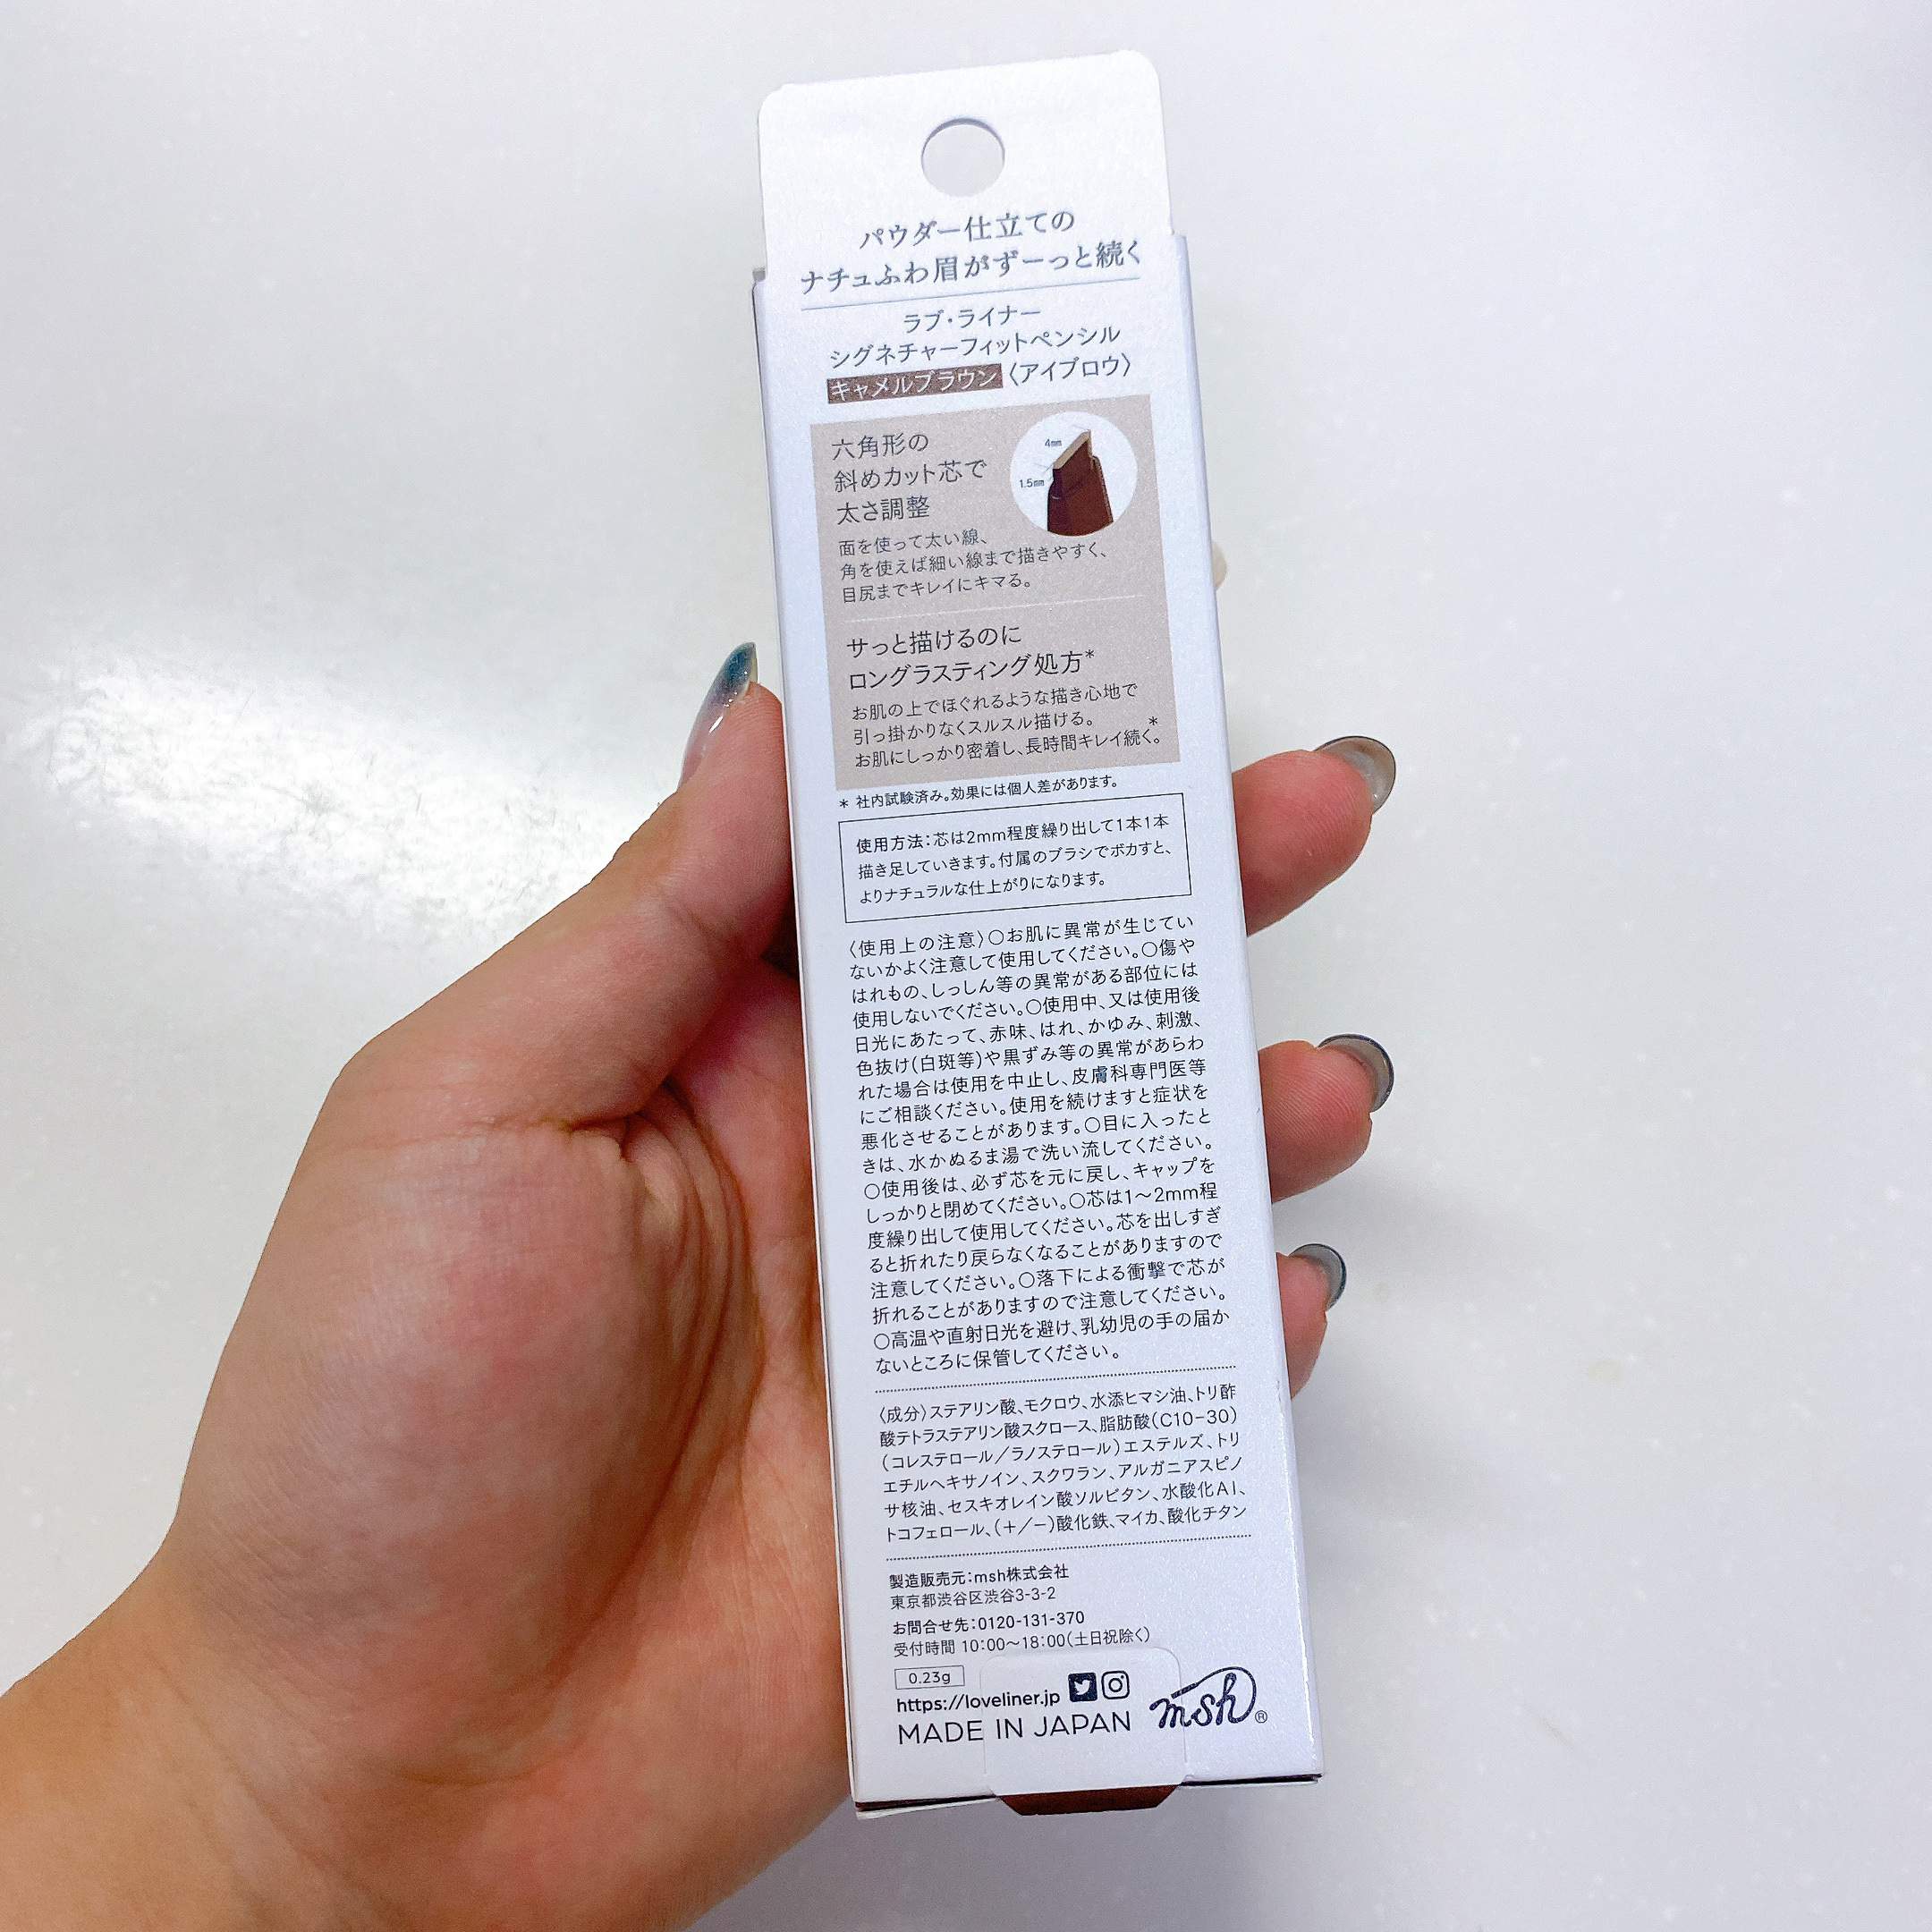 パウダー仕立ての
ナチュふわ眉がずーっと続く
ラブ・ライナー
シグネチャーフィットペンシル
キャメルブラウン〈アイブロウ〉
六角形の
斜めカット芯で
太さ調整
4mm
1.5mm
面を使って太い線、
角を使えば細い線まで描きやすく、
目尻までキレイにキマる。
サっと描けるのに
ロングラスティング処方*
お肌の上でほぐれるような描き心地で
引っ掛かりなくスルスル描ける。
お肌にしっかり密着し、長時間キレイ続く。*
* 社内試験済み。効果には個人差があります。
使用方法：芯は2mm程度繰り出して1本1本
描き足していきます。付属のブラシでボカすと、
よりナチュラルな仕上がりになります。
〈使用上の注意〉○お肌に異常が生じてい
ないかよく注意して使用してください。○傷や
はれもの、しっしん等の異常がある部位には
使用しないでください。○使用中、又は使用後
日光にあたって、赤味、はれ、かゆみ、刺激、
色抜け(白斑等)や黒ずみ等の異常があらわ
れた場合は使用を中止し、皮膚科専門医等
にご相談ください。使用を続けますと症状を
悪化させることがあります。○目に入ったと
きは、水かぬるま湯で洗い流してください。
○使用後は、必ず芯を元に戻し、キャップを
しっかりと閉めてください。○芯は1〜2mm程
度繰り出して使用してください。芯を出しすぎ
ると折れたり戻らなくなることがありますので
注意してください。○落下による衝撃で芯が
折れることがありますので注意してください。
○高温や直射日光を避け、乳幼児の手の届か
ないところに保管してください。
〈成分〉ステアリン酸、モクロウ、水添ヒマシ油、トリ酢
酸テトラステアリン酸スクロース、脂肪酸(C10-30)
(コレステロール/ラノステロール)エステルズ、トリ
エチルヘキサノイン、スクワラン、アルガニアスピノ
サ核油、セスキオレイン酸ソルビタン、水酸化Al、
トコフェロール、(+/-)酸化鉄、マイカ、酸化チタン
製造販売元：msh株式会社
東京都渋谷区渋谷3-3-2
お問合せ先：0120-131-370
受付時間 10:00〜18:00(土日祝除く)
0.23g
https://loveliner.jp
MADE IN JAPAN msh®